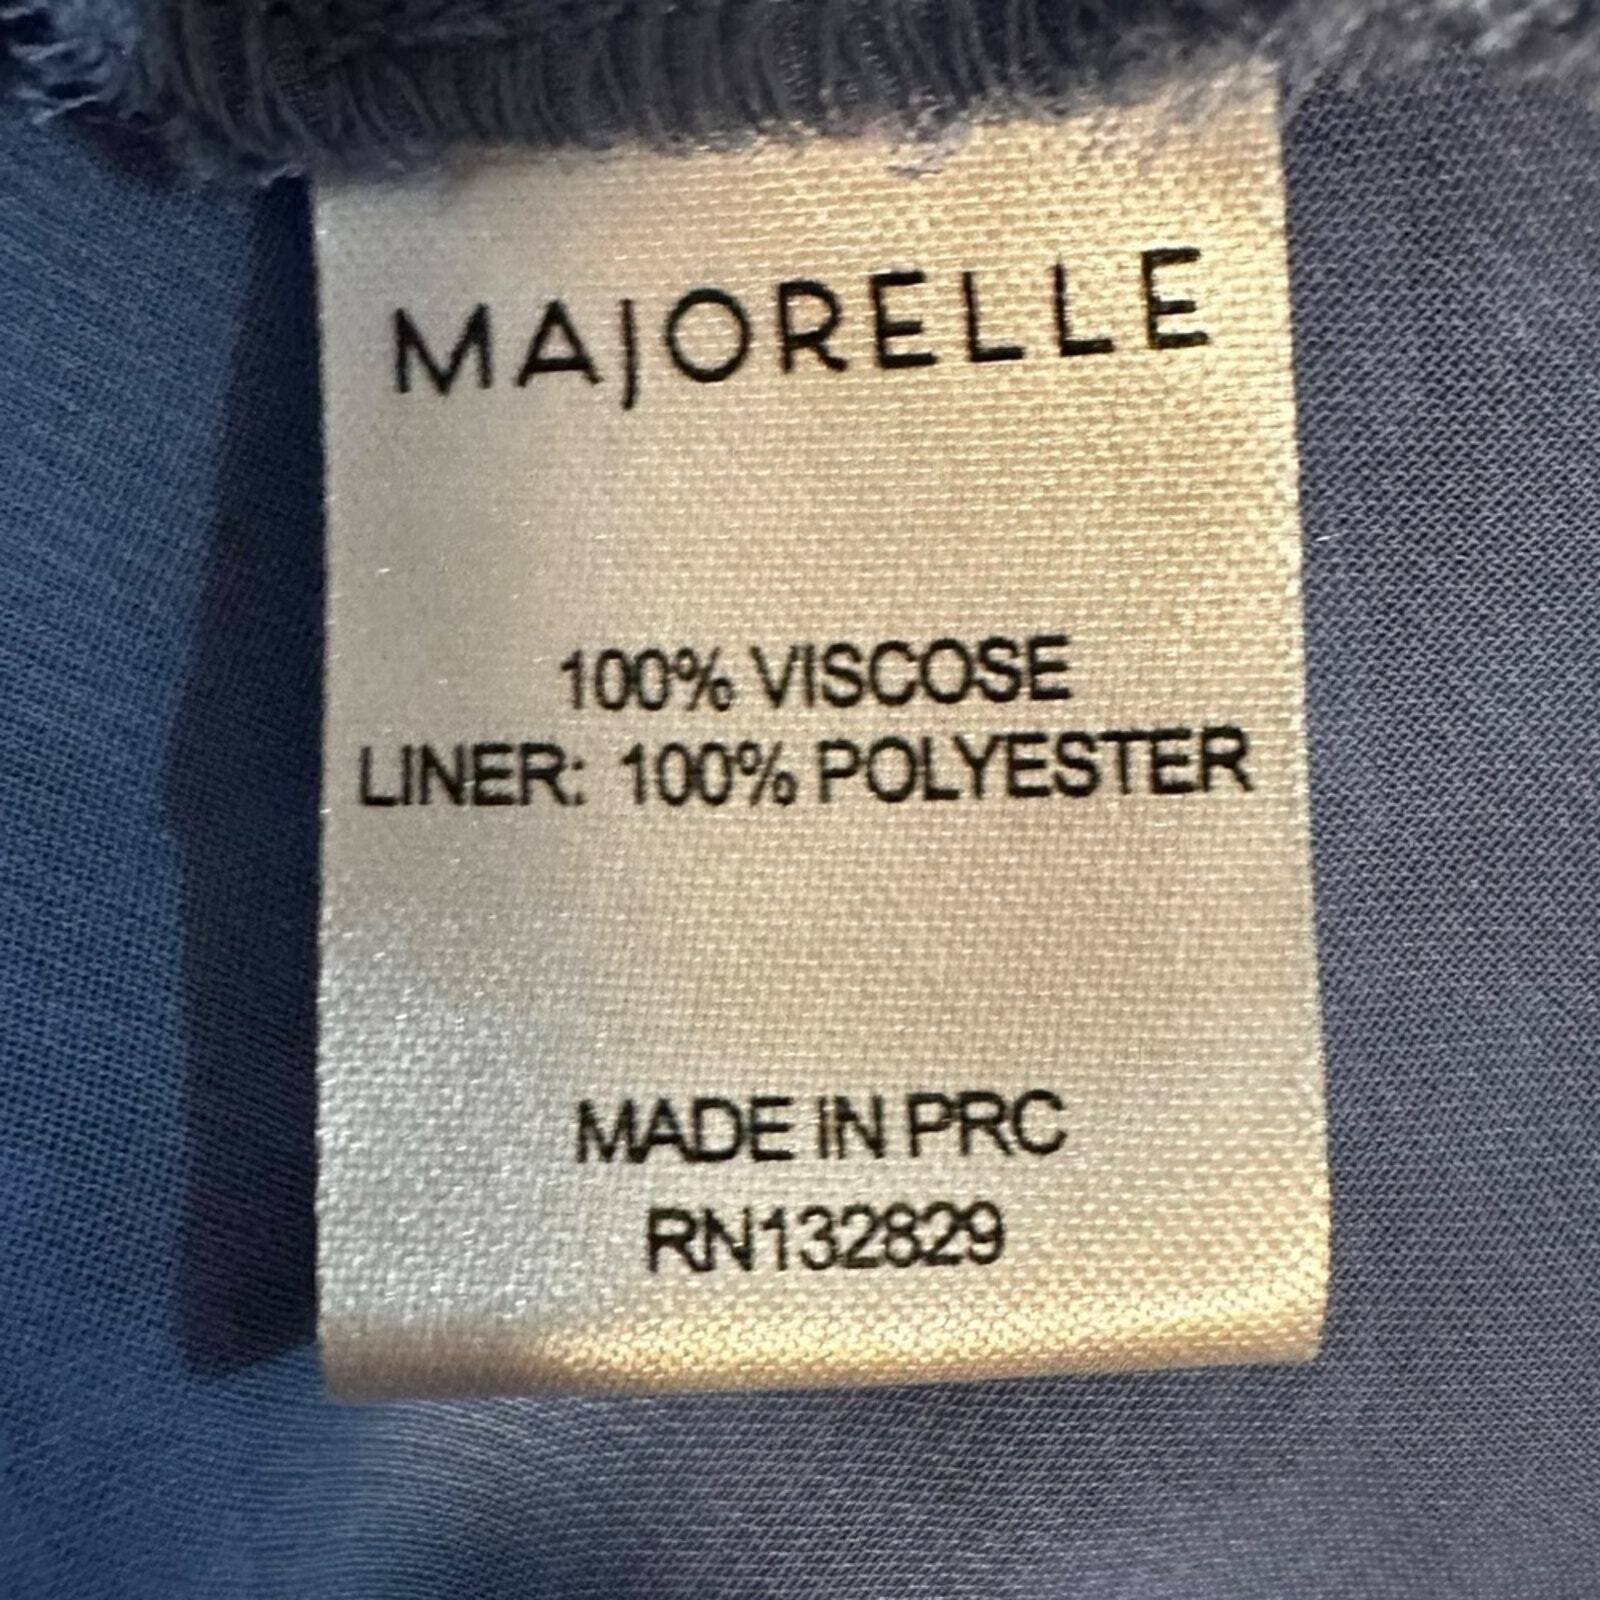 MAJORELLE
100% VISCOSE
LINER: 100% POLYESTER
MADE IN PRC
RN132829